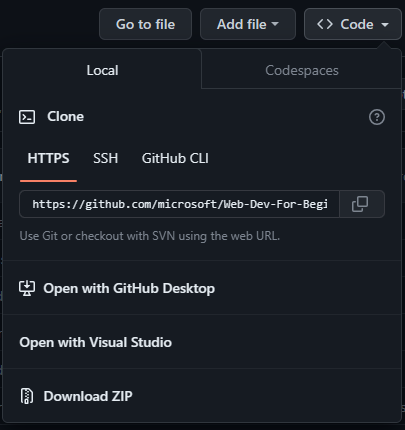 Go to file
Add file
<> Code
Local
Codespaces
Clone
?
HTTPS
SSH
GitHub CLI
https://github.com/microsoft/Web-Dev-For-Begi
Use Git or checkout with SVN using the web URL.
Open with GitHub Desktop
Open with Visual Studio
Download ZIP